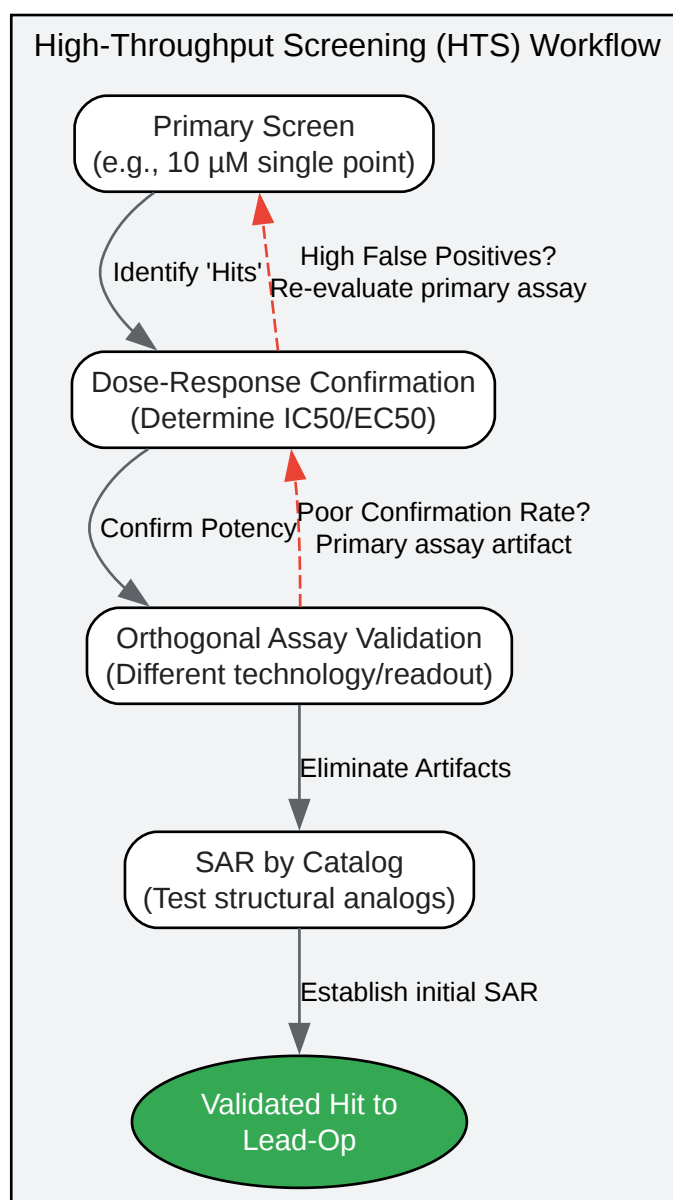 High-Throughput Screening (HTS) Workflow
Primary Screen
(e.g., 10 µM single point)
Identify 'Hits'
High False Positives?
Re-evaluate primary assay
Dose-Response Confirmation
(Determine IC50/EC50)
Confirm Potency
Poor Confirmation Rate?
Primary assay artifact
Orthogonal Assay Validation
(Different technology/readout)
Eliminate Artifacts
SAR by Catalog
(Test structural analogs)
Establish initial SAR
Validated Hit to
Lead-Op